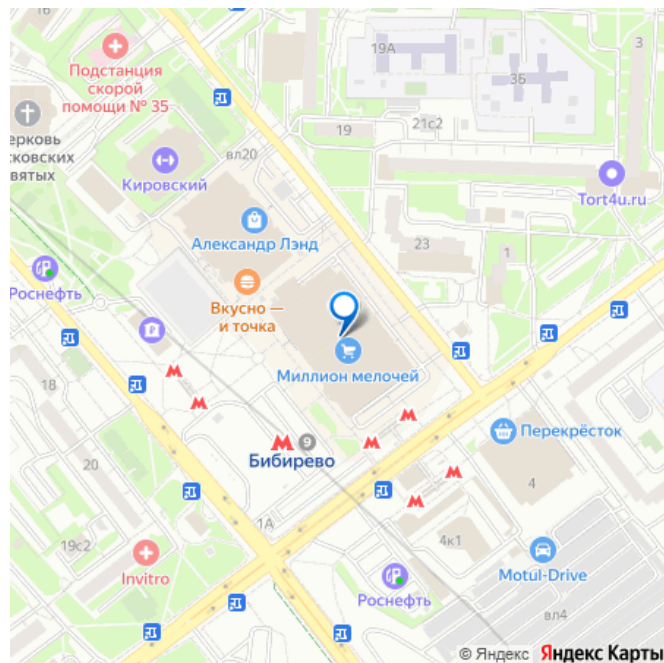 19А
3
Подстанция
скорой
помощи № 35
3Б
21с2
19
ерковь
сковских
вятых
вл20
Кировский
Tort4u.ru
Александр Лэнд
23
1
Роснефть
Вкусно —
и точка
Миллион мелочей
18
Перекрёсток
9
Бибирево
20
4
1А
19с2
4к1
Invitro
Motul-Drive
Роснефть
вл4
© Яндекс Яндекс Карты